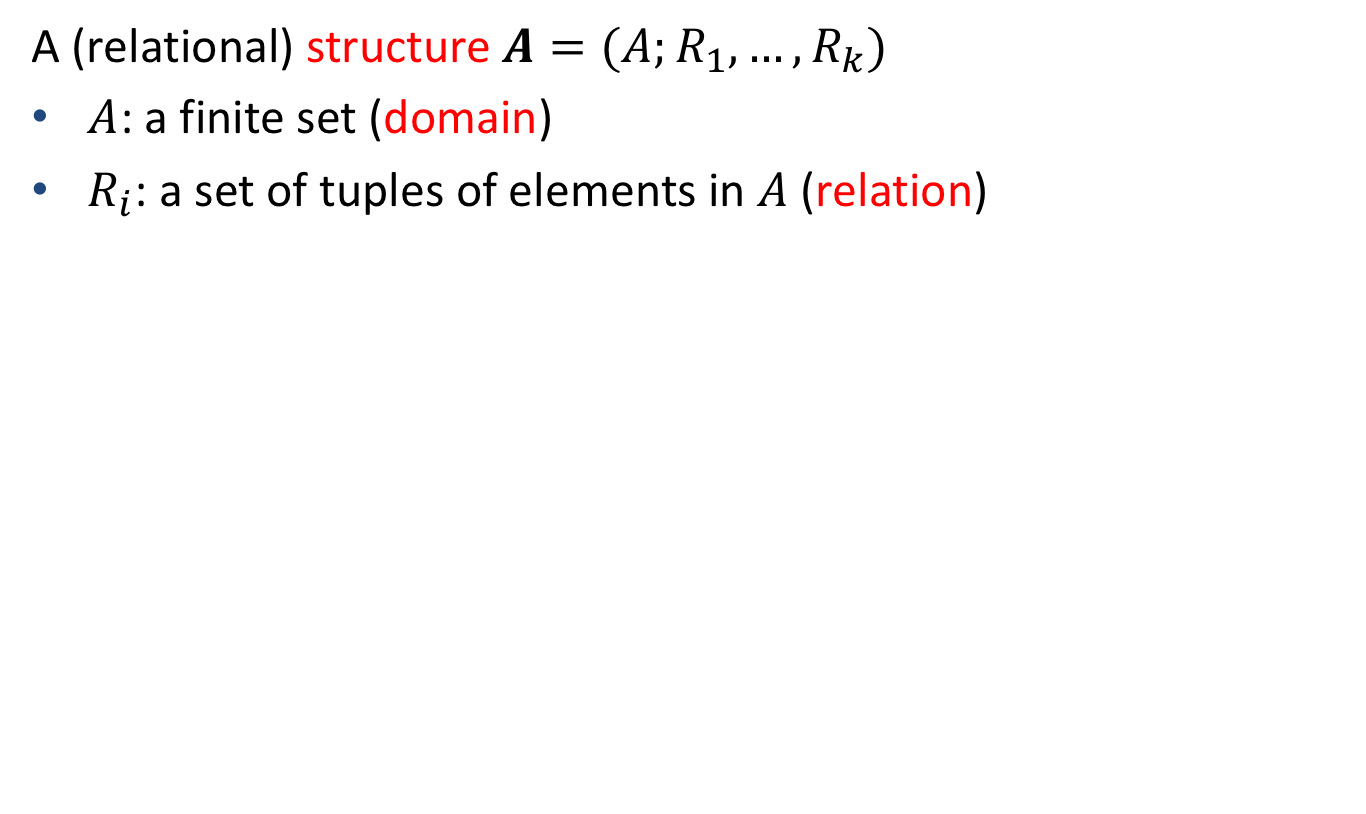 A (relational) structure 𝑨 = (𝐴; 𝑅₁, … , 𝑅ₖ)
• 𝐴: a finite set (domain)
• 𝑅ᵢ: a set of tuples of elements in 𝐴 (relation)